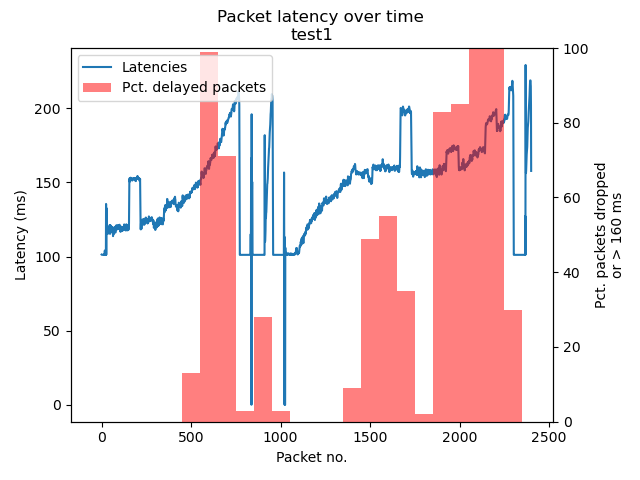 Packet latency over time
test1
Latencies
Pct. delayed packets
200
150
100
50
0
Latency (ms)
0
500
1000
1500
2000
2500
Packet no.
100
80
60
40
20
0
Pct. packets dropped
or > 160 ms